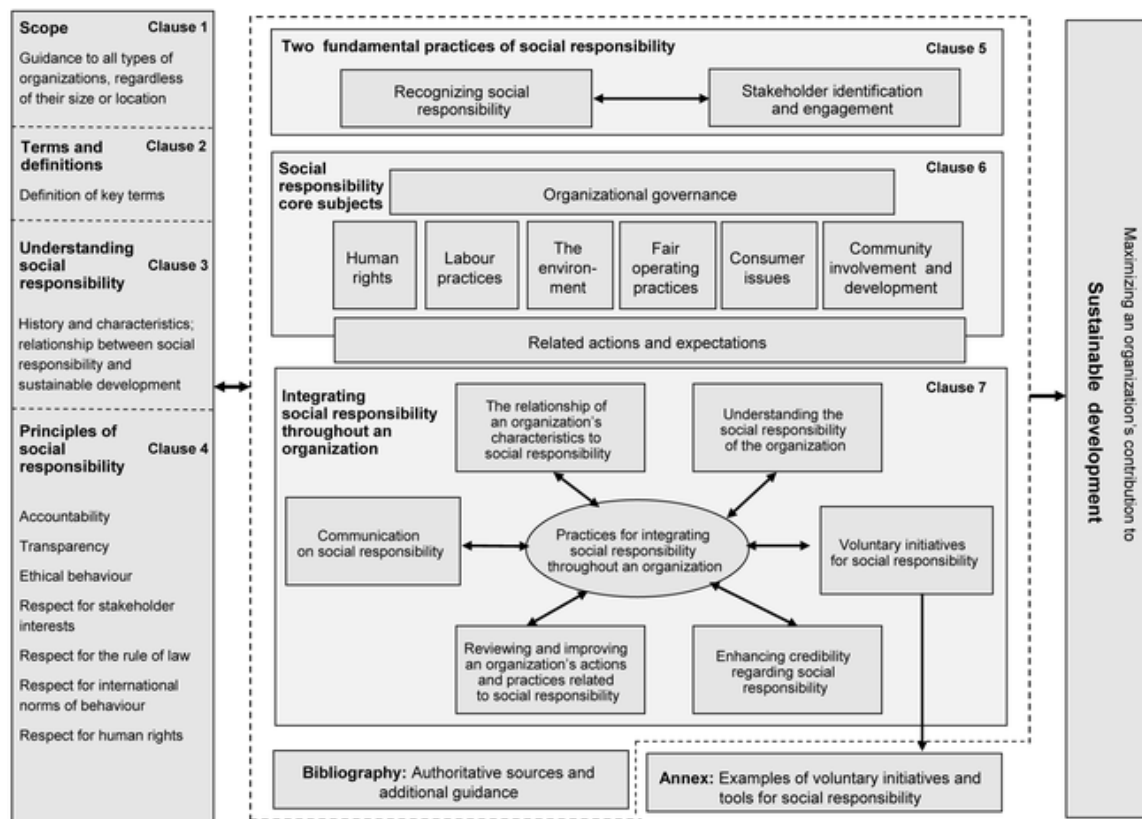 Scope Clause 1
Guidance to all types of
organizations, regardless
of their size or location
Terms and
definitions Clause 2
Definition of key terms
Understanding
social
responsibility Clause 3
History and characteristics;
relationship between social
responsibility and
sustainable development
Principles of
social
responsibility Clause 4
Accountability
Transparency
Ethical behaviour
Respect for stakeholder
interests
Respect for the rule of law
Respect for international
norms of behaviour
Respect for human rights
Two fundamental practices of social responsibility
Clause 5
Recognizing social
responsibility
Stakeholder identification
and engagement
Social
responsibility
core subjects
Clause 6
Organizational governance
Human
rights
Labour
practices
The
environ-
ment
Fair
operating
practices
Consumer
issues
Community
involvement and
development
Related actions and expectations
Integrating
social responsibility
throughout an
organization
Clause 7
The relationship of
an organization's
characteristics to
social responsibility
Understanding the
social responsibility
of the organization
Communication
on social responsibility
Practices for integrating
social responsibility
throughout an organization
Voluntary initiatives
for social responsibility
Reviewing and improving
an organization's actions
and practices related
to social responsibility
Enhancing credibility
regarding social
responsibility
Bibliography: Authoritative sources and
additional guidance
Annex: Examples of voluntary initiatives and
tools for social responsibility
Maximizing an organization's contribution to
Sustainable development